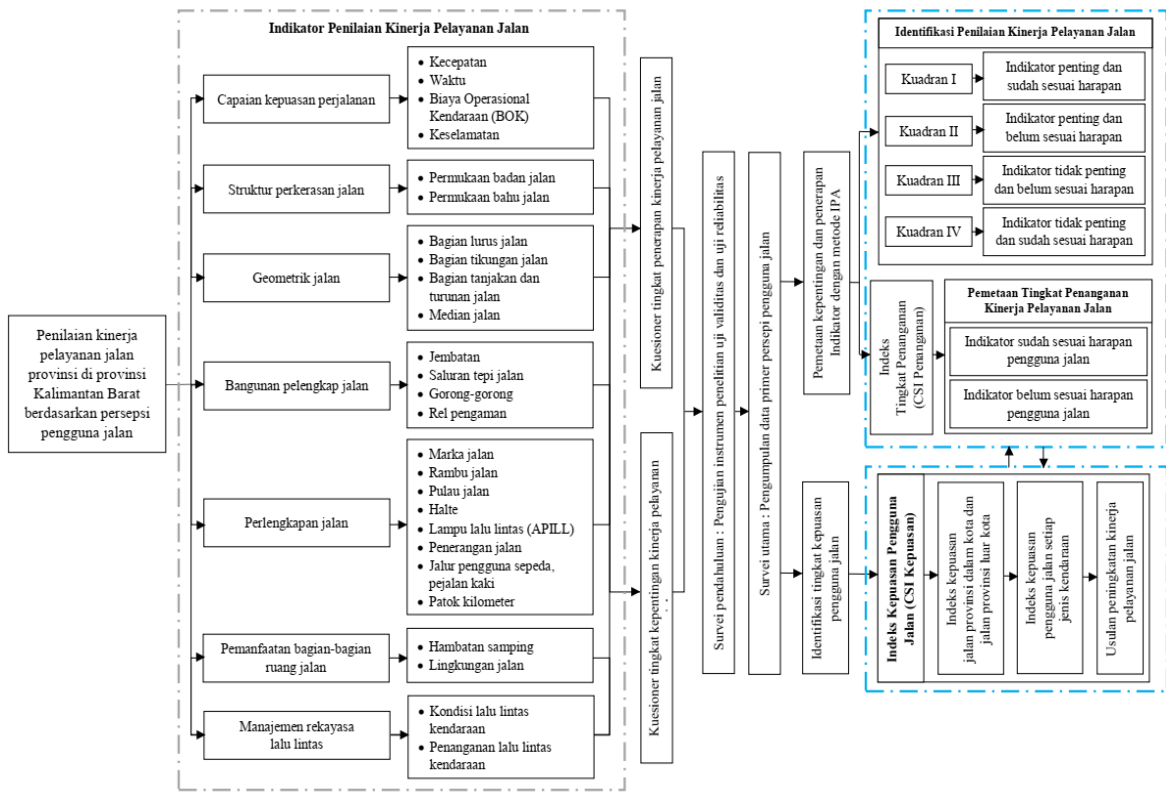 Penilaian kinerja
pelayanan jalan
provinsi di provinsi
Kalimantan Barat
berdasarkan persepsi
pengguna jalan
Indikator Penilaian Kinerja Pelayanan Jalan
Capaian kepuasan perjalanan
• Kecepatan
• Waktu
• Biaya Operasional
Kendaraan (BOK)
• Keselamatan
Struktur perkerasan jalan
• Permukaan badan jalan
• Permukaan bahu jalan
Geometrik jalan
• Bagian lurus jalan
• Bagian tikungan jalan
• Bagian tanjakan dan
turunan jalan
• Median jalan
Bangunan pelengkap jalan
• Jembatan
• Saluran tepi jalan
• Gorong-gorong
• Rel pengaman
Perlengkapan jalan
• Marka jalan
• Rambu jalan
• Pulau jalan
• Halte
• Lampu lalu lintas (APILL)
• Penerangan jalan
• Jalur pengguna sepeda,
pejalan kaki
• Patok kilometer
Pemanfaatan bagian-bagian
ruang jalan
• Hambatan samping
• Lingkungan jalan
Manajemen rekayasa
lalu lintas
• Kondisi lalu lintas
kendaraan
• Penanganan lalu lintas
kendaraan
Kuesioner tingkat penerapan kinerja pelayanan jalan
Kuesioner tingkat kepentingan kinerja pelayanan
Survei pendahuluan : Pengujian instrumen penelitian uji validitas dan uji reliabilitas
Survei utama : Pengumpulan data primer persepi pengguna jalan
Pemetaan kepentingan dan penerapan
Indikator dengan metode IPA
Identifikasi tingkat kepuasan
pengguna jalan
Identifikasi Penilaian Kinerja Pelayanan Jalan
Kuadran I
Indikator penting dan
sudah sesuai harapan
Kuadran II
Indikator penting dan
belum sesuai harapan
Kuadran III
Indikator tidak penting
dan belum sesuai harapan
Kuadran IV
Indikator tidak penting
dan sudah sesuai harapan
Indeks
Tingkat Penanganan
(CSI Penanganan)
Pemetaan Tingkat Penanganan
Kinerja Pelayanan Jalan
Indikator sudah sesuai harapan
pengguna jalan
Indikator belum sesuai harapan
pengguna jalan
Indeks Kepuasan Pengguna
Jalan (CSI Kepuasan)
Indeks kepuasan
jalan provinsi dalam kota dan
jalan provinsi luar kota
Indeks kepuasan
pengguna jalan setiap
jenis kendaraan
Usulan peningkatan kinerja
pelayanan jalan